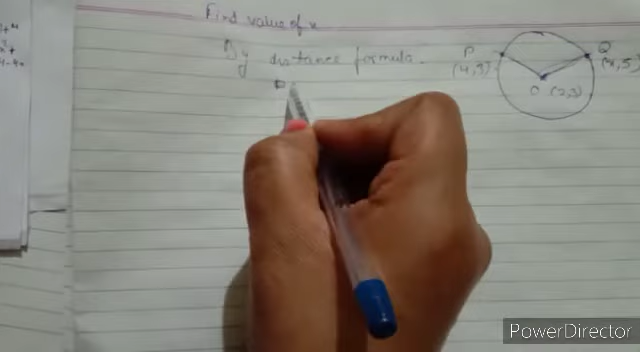 Find value of x
By distance formula.
P
(4,3)
Q
(x,5)
O (2,3)
PowerDirector